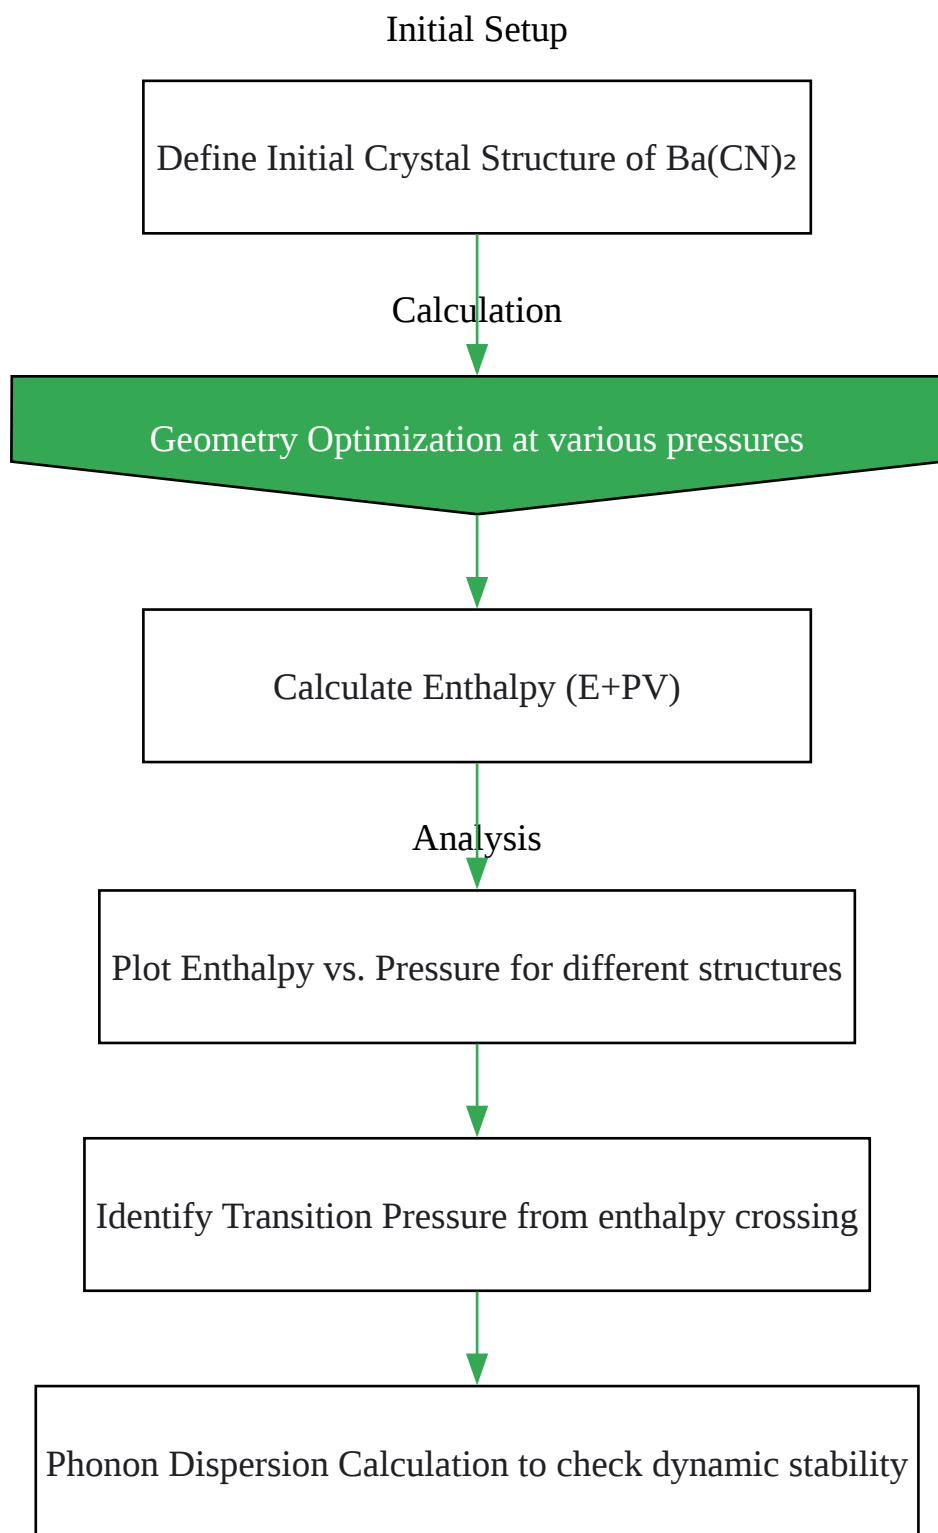 Initial Setup
Define Initial Crystal Structure of Ba(CN)₂
Calculation
Geometry Optimization at various pressures
Calculate Enthalpy (E+PV)
Analysis
Plot Enthalpy vs. Pressure for different structures
Identify Transition Pressure from enthalpy crossing
Phonon Dispersion Calculation to check dynamic stability